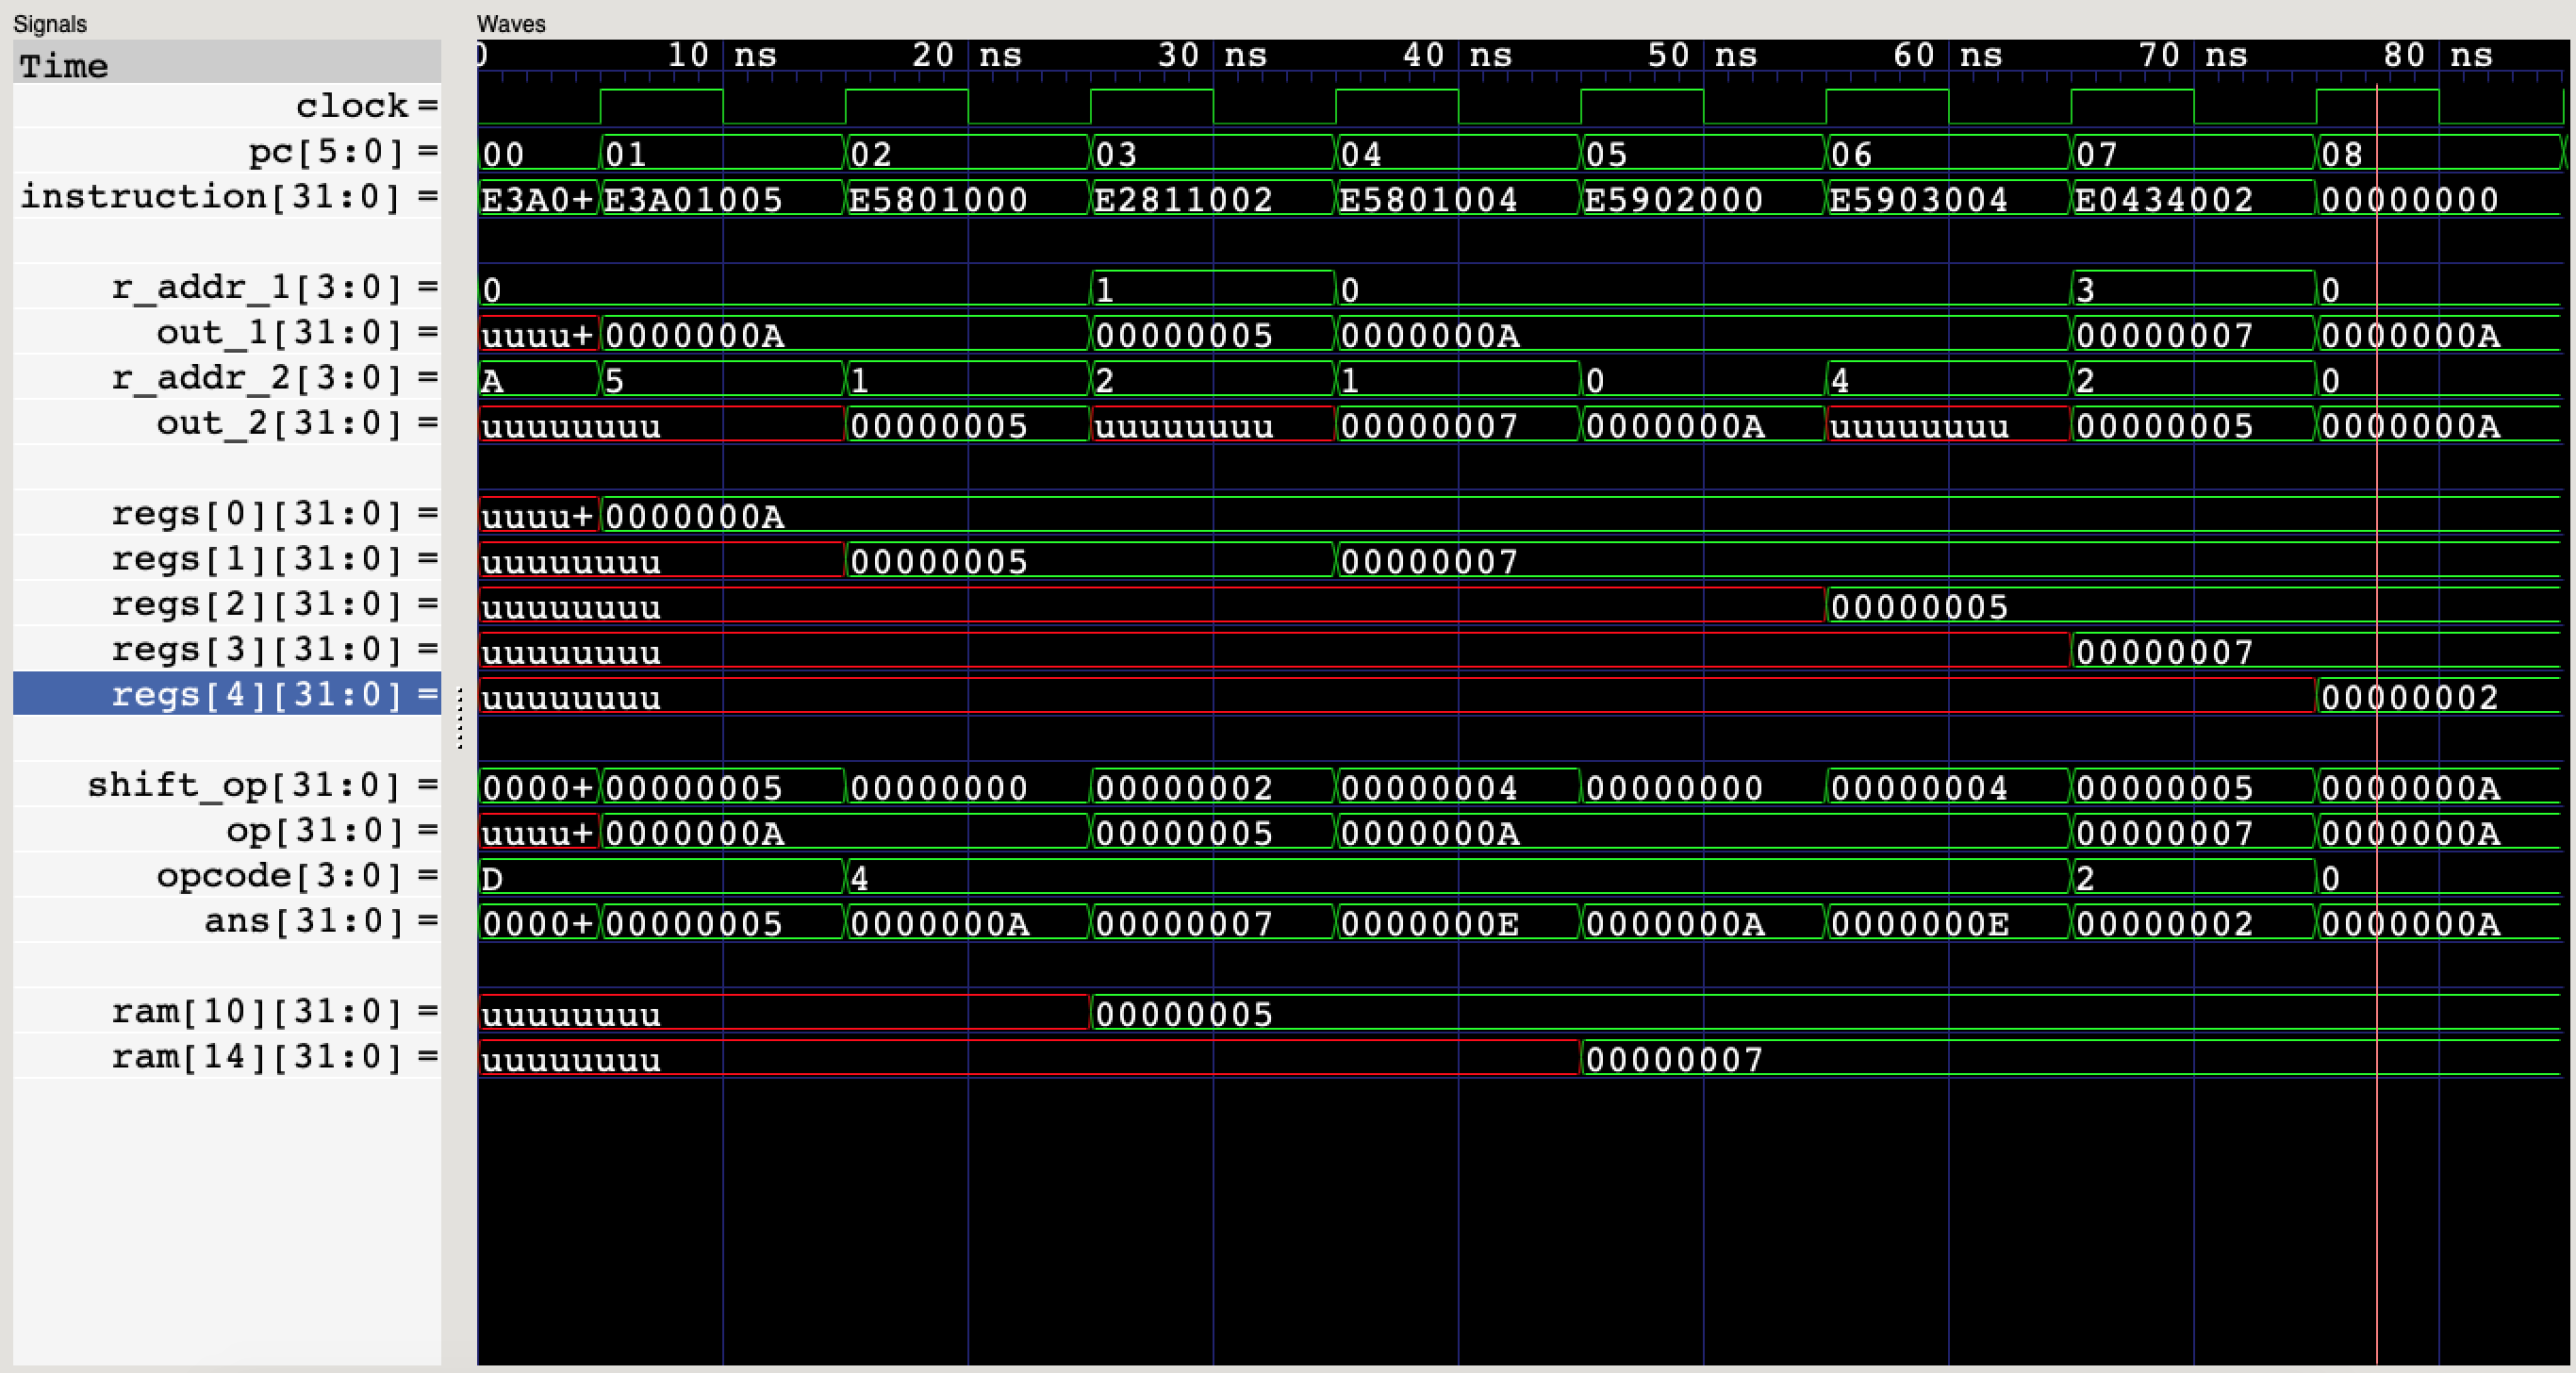 Signals Waves
Time 0 10 ns 20 ns 30 ns 40 ns 50 ns 60 ns 70 ns 80 ns
clock =
pc[5:0] = 00 01 02 03 04 05 06 07 08
instruction[31:0] = E3A0+ E3A01005 E5801000 E2811002 E5801004 E5902000 E5903004 E0434002 00000000
r_addr_1[3:0] = 0 1 0 3 0
out_1[31:0] = uuuu+ 0000000A 00000005 0000000A 00000007 0000000A
r_addr_2[3:0] = A 5 1 2 1 0 4 2 0
out_2[31:0] = uuuuuuuu 00000005 uuuuuuuu 00000007 0000000A uuuuuuuu 00000005 0000000A
regs[0][31:0] = uuuu+ 0000000A
regs[1][31:0] = uuuuuuuu 00000005 00000007
regs[2][31:0] = uuuuuuuu 00000005
regs[3][31:0] = uuuuuuuu 00000007
regs[4][31:0] = uuuuuuuu 00000002
shift_op[31:0] = 0000+ 00000005 00000000 00000002 00000004 00000000 00000004 00000005 0000000A
op[31:0] = uuuu+ 0000000A 00000005 0000000A 00000007 0000000A
opcode[3:0] = D 4 2 0
ans[31:0] = 0000+ 00000005 0000000A 00000007 0000000E 0000000A 0000000E 00000002 0000000A
ram[10][31:0] = uuuuuuuu 00000005
ram[14][31:0] = uuuuuuuu 00000007